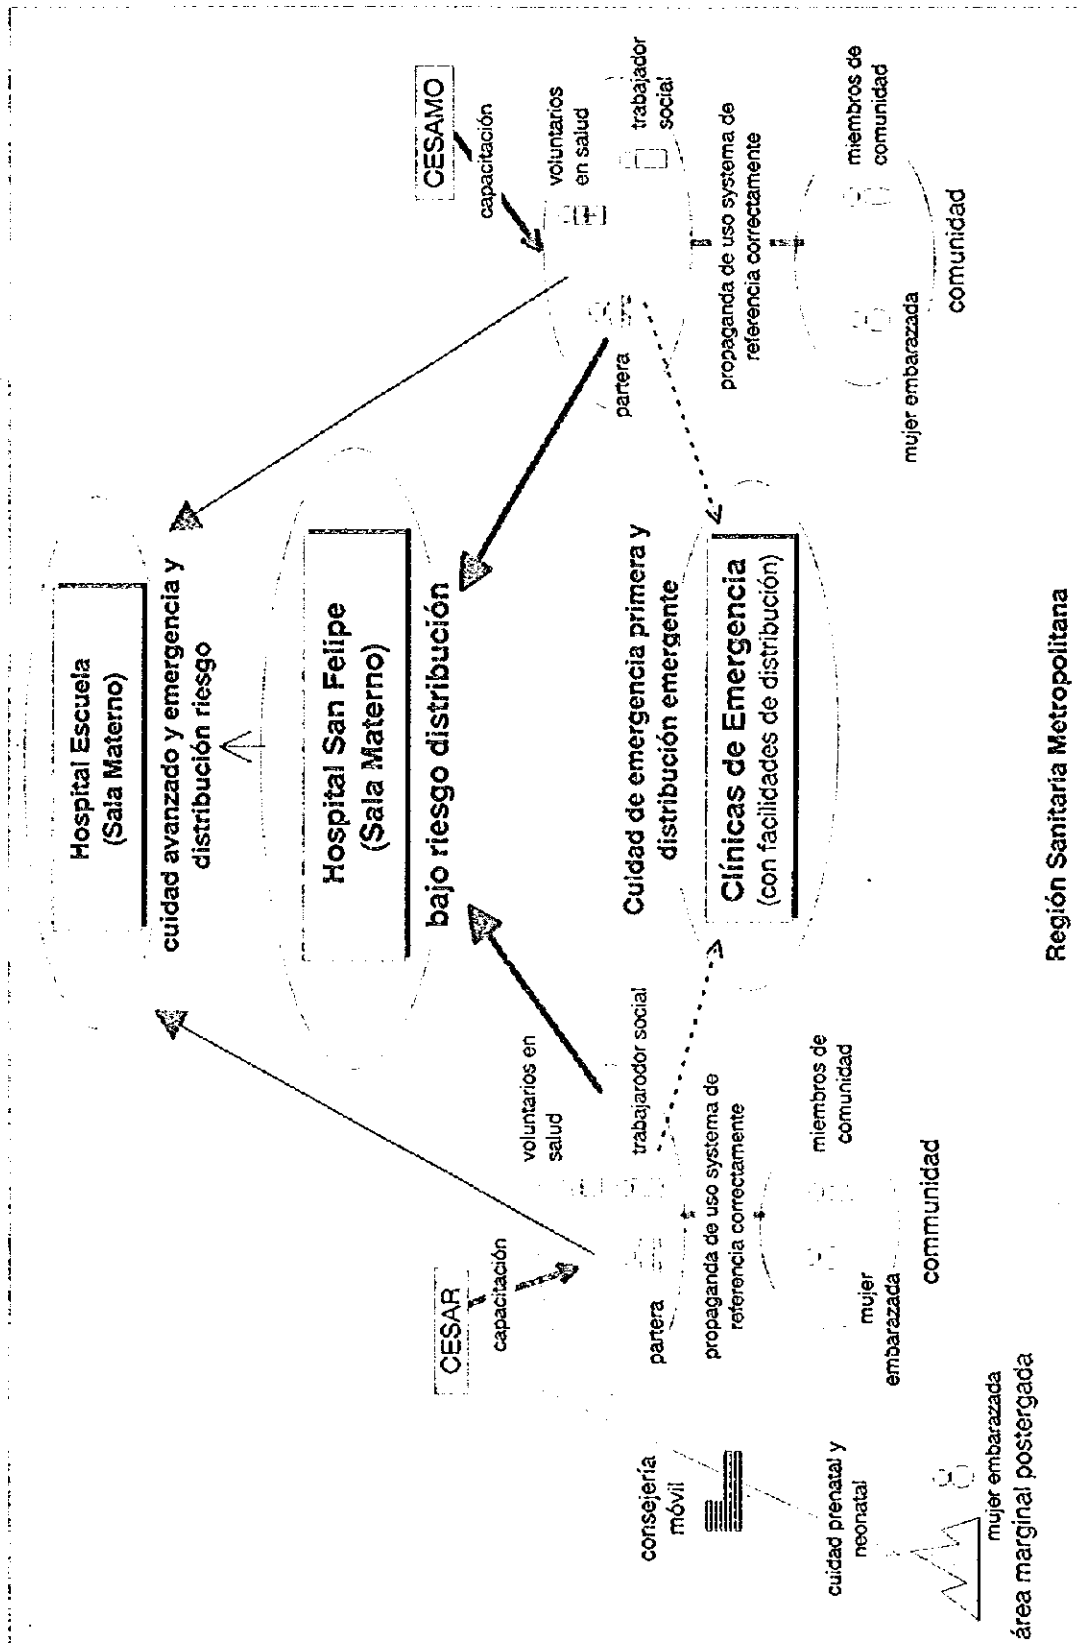 Hospital Escuela
(Sala Materno)
cuidad avanzado y emergencia y
distribución riesgo
Hospital San Felipe
(Sala Materno)
bajo riesgo distribución
Cuidad de emergencia primera y
distribución emergente
Clínicas de Emergencia
(con facilidades de distribución)
CESAR
capacitación
voluntarios en
salud
partera
trabajarodor social
propaganda de uso systema de
referencia correctamente
mujer
embarazada
miembros de
comunidad
communidad
consejería
móvil
cuidad prenatal y
neonatal
mujer embarazada
área marginal postergada
CESAMO
capacitación
voluntarios
en salud
partera
trabajador
social
propaganda de uso systema de
referencia correctamente
mujer embarazada
miembros de
comunidad
comunidad
Región Sanitaria Metropolitana